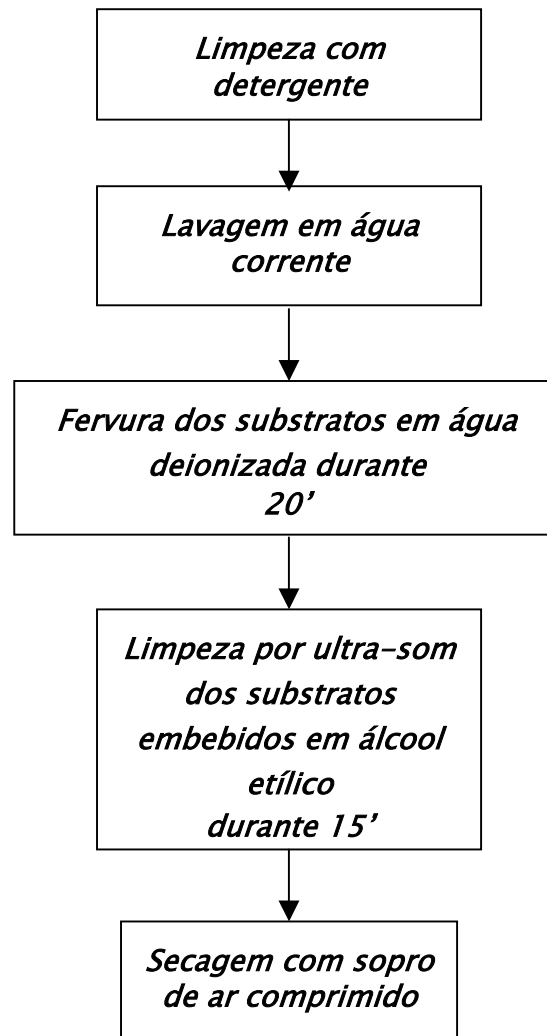 Limpeza com
detergente
Lavagem em água
corrente
Fervura dos substratos em água
deionizada durante
20’
Limpeza por ultra-som
dos substratos
embebidos em álcool
etílico
durante 15’
Secagem com sopro
de ar comprimido